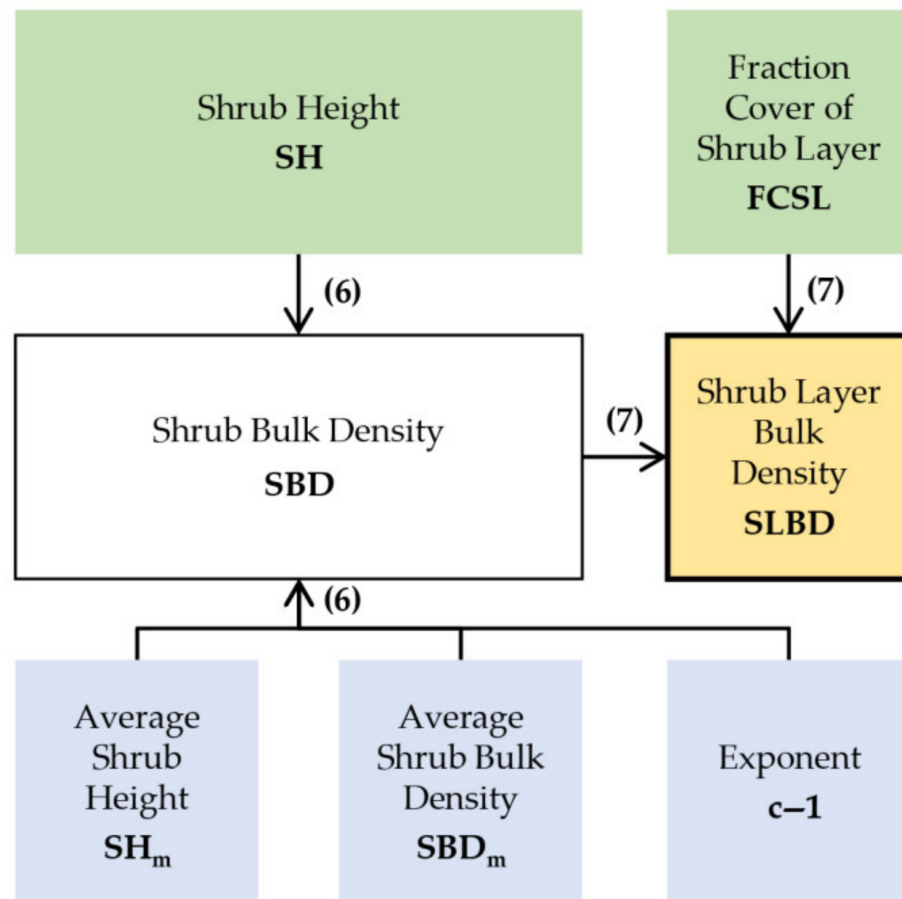 Shrub Height
SH
Fraction
Cover of
Shrub Layer
FCSL
(6)
(7)
Shrub Bulk Density
SBD
(7)
Shrub Layer
Bulk
Density
SLBD
(6)
Average
Shrub
Height
SHₘ
Average
Shrub Bulk
Density
SBDₘ
Exponent
c–1